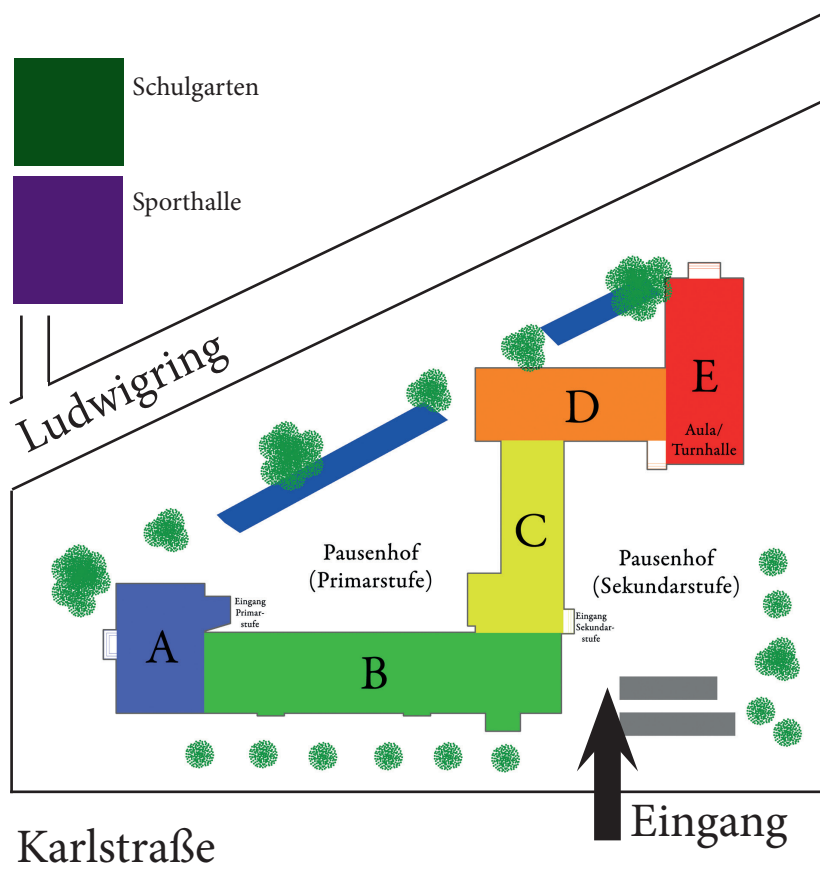 Schulgarten
Sporthalle
Ludwigring
E
D
Aula/
Turnhalle
C
Pausenhof
(Primarstufe)
Pausenhof
(Sekundarstufe)
Eingang
Primar-
stufe
Eingang
Sekundar-
stufe
A
B
Eingang
Karlstraße